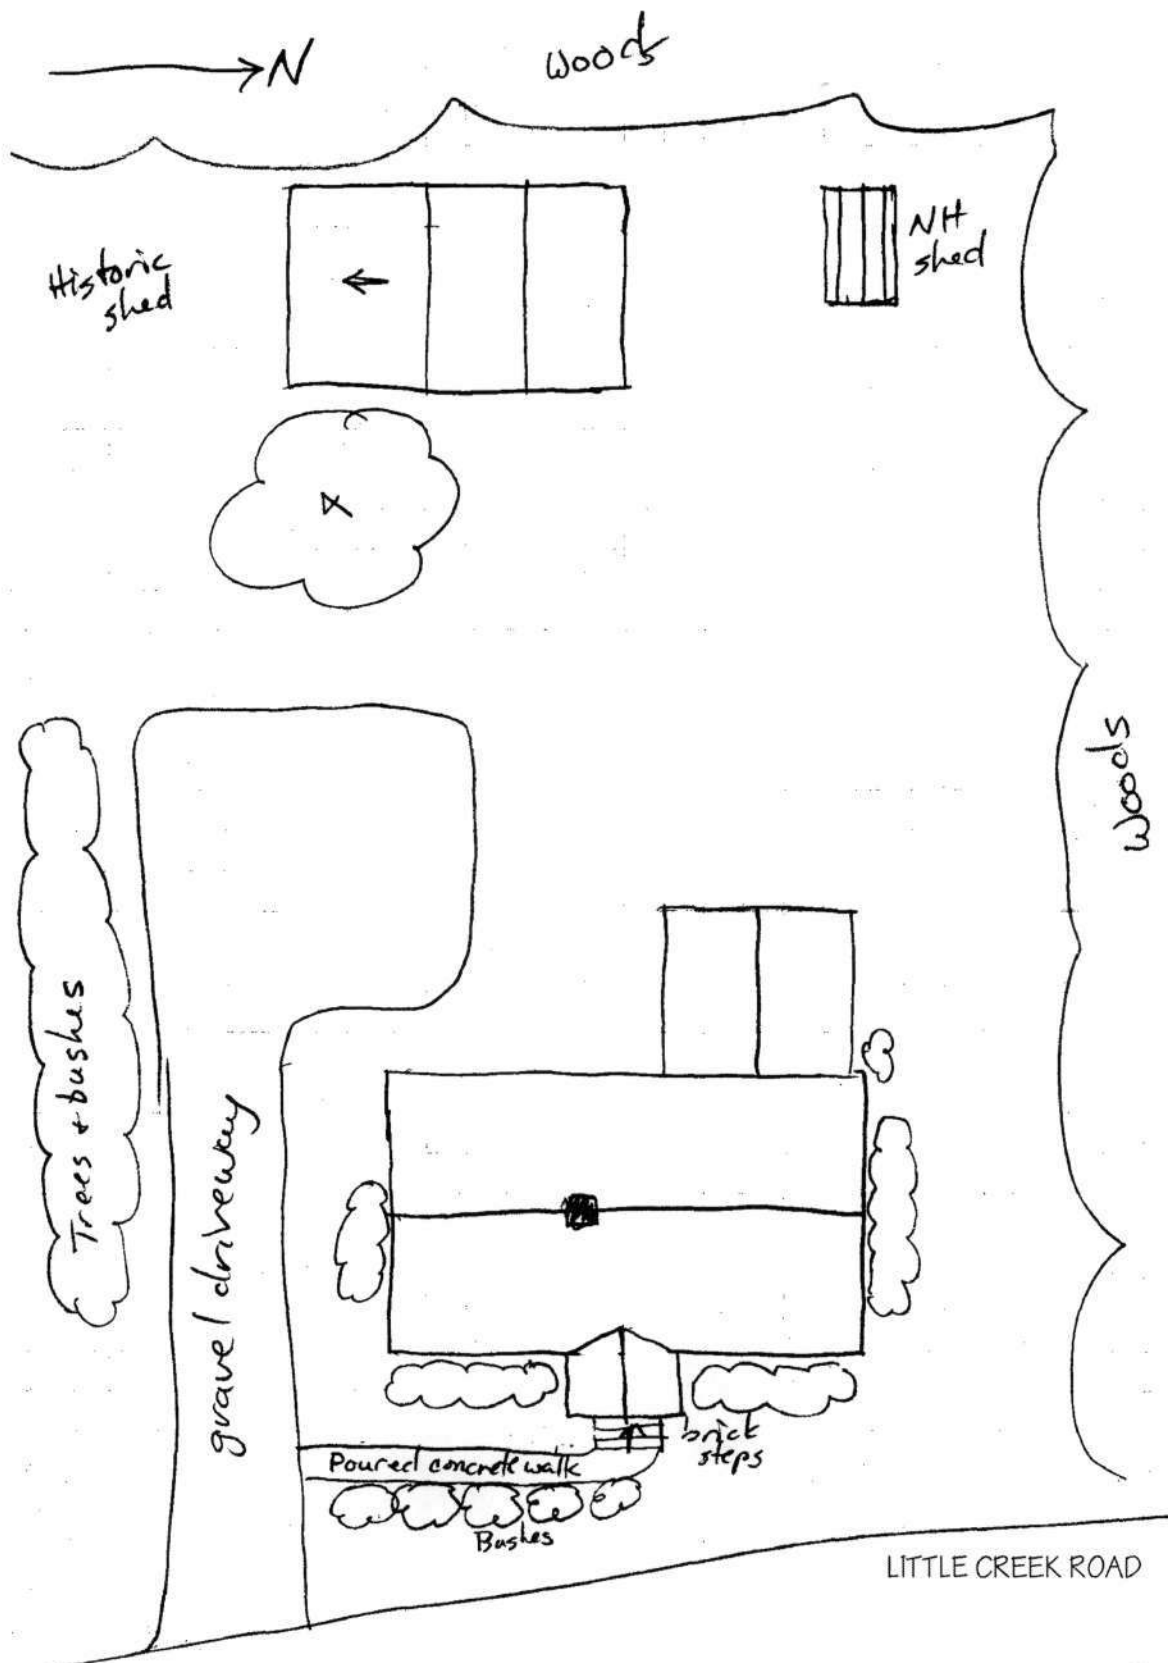 N
Woods
Historic
shed
NH
shed
Woods
Trees + bushes
gravel driveway
brick
steps
Poured concrete walk
Bushes
LITTLE CREEK ROAD